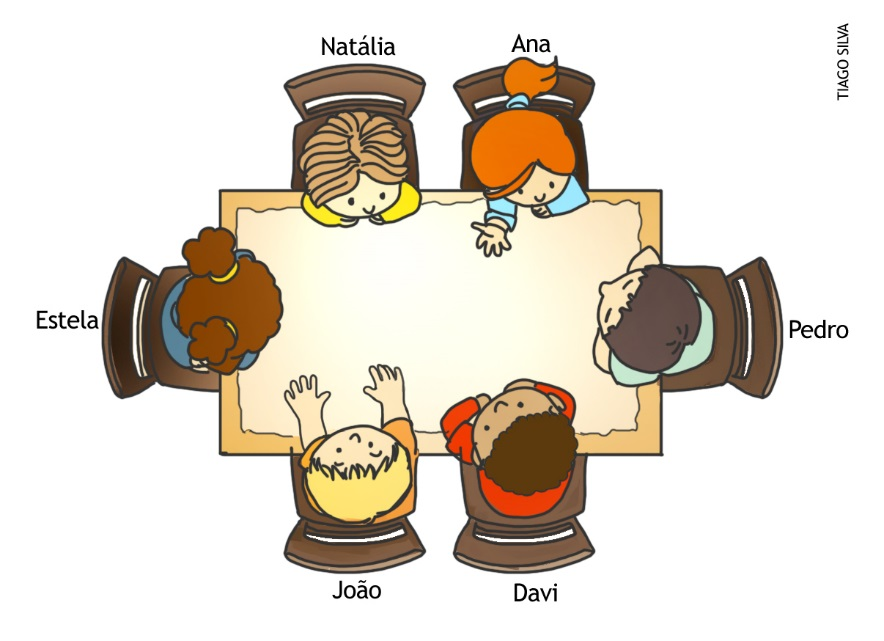 Natália
Ana
TIAGO SILVA
Estela
Pedro
João
Davi